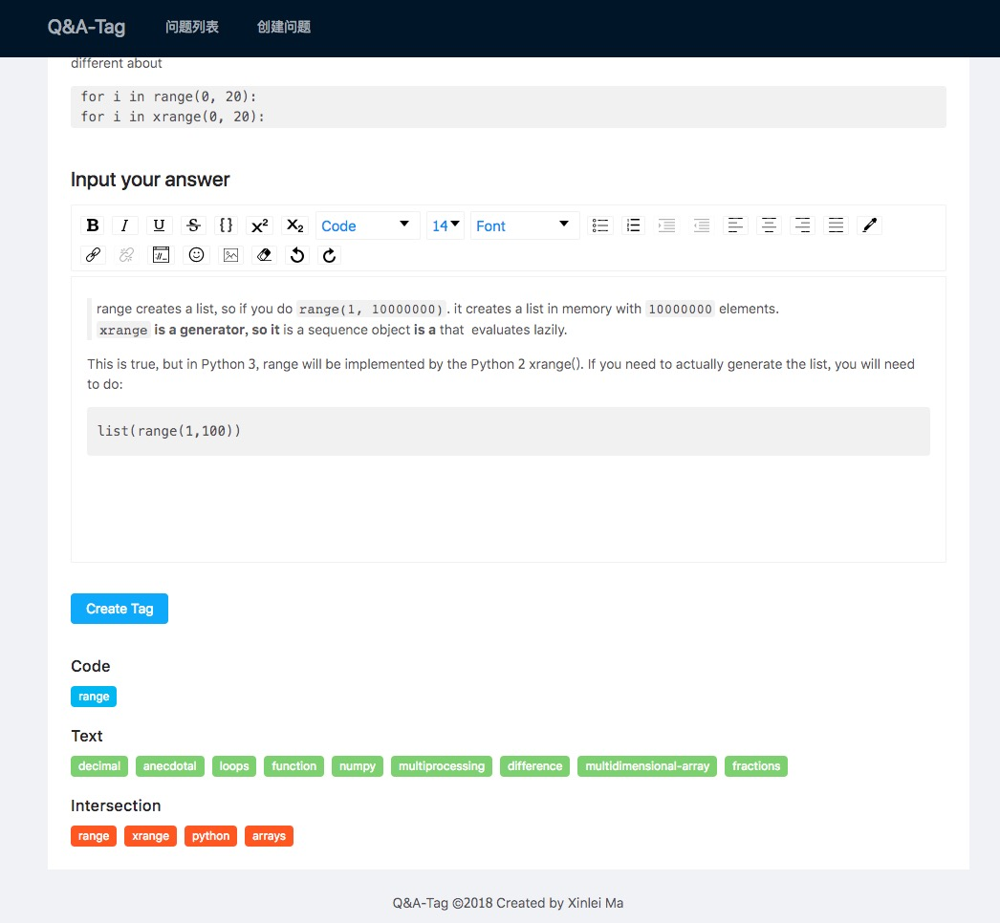 Q&A-Tag 问题列表 创建问题
different about
for i in range(0, 20):
for i in xrange(0, 20):
Input your answer
B I U S {} X² X₂ Code 14 Font
range creates a list, so if you do range(1, 10000000). it creates a list in memory with 10000000 elements.
xrange is a generator, so it is a sequence object is a that evaluates lazily.
This is true, but in Python 3, range will be implemented by the Python 2 xrange(). If you need to actually generate the list, you will need
to do:
list(range(1,100))
Create Tag
Code
range
Text
decimal anecdotal loops function numpy multiprocessing difference multidimensional-array fractions
Intersection
range xrange python arrays
Q&A-Tag ©2018 Created by Xinlei Ma